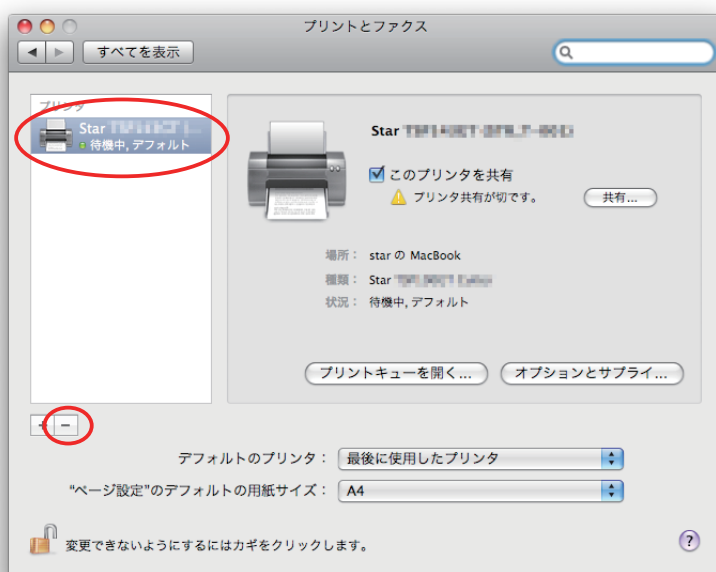 プリントとファクス
すべてを表示
プリンタ
Star
待機中, デフォルト
Star
このプリンタを共有
プリンタ共有が切です。
共有...
場所： star の MacBook
種類： Star
状況： 待機中, デフォルト
プリントキューを開く...
オプションとサプライ...
+ −
デフォルトのプリンタ： 最後に使用したプリンタ
"ページ設定"のデフォルトの用紙サイズ： A4
変更できないようにするにはカギをクリックします。
?